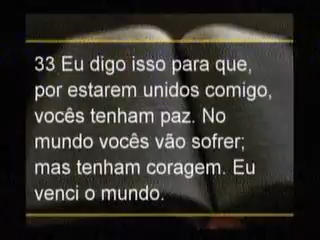 33 Eu digo isso para que,
por estarem unidos comigo,
vocês tenham paz. No
mundo vocês vão sofrer;
mas tenham coragem. Eu
venci o mundo.